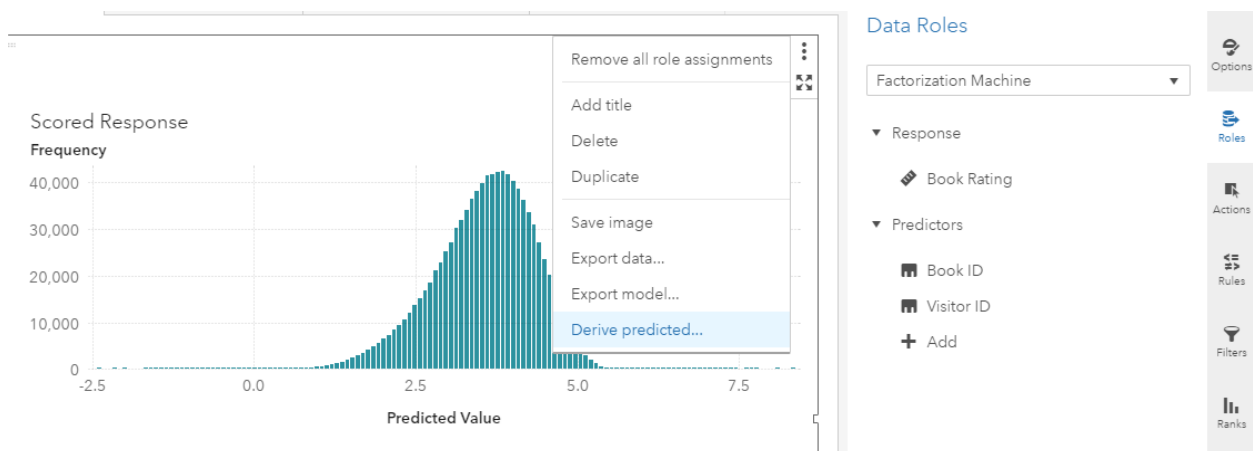 Scored Response
Frequency
40,000
30,000
20,000
10,000
0
-2.5
0.0
2.5
5.0
7.5
Predicted Value
Remove all role assignments
Add title
Delete
Duplicate
Save image
Export data...
Export model...
Derive predicted...
Data Roles
Factorization Machine
Response
Book Rating
Predictors
Book ID
Visitor ID
Add
Options
Roles
Actions
Rules
Filters
Ranks